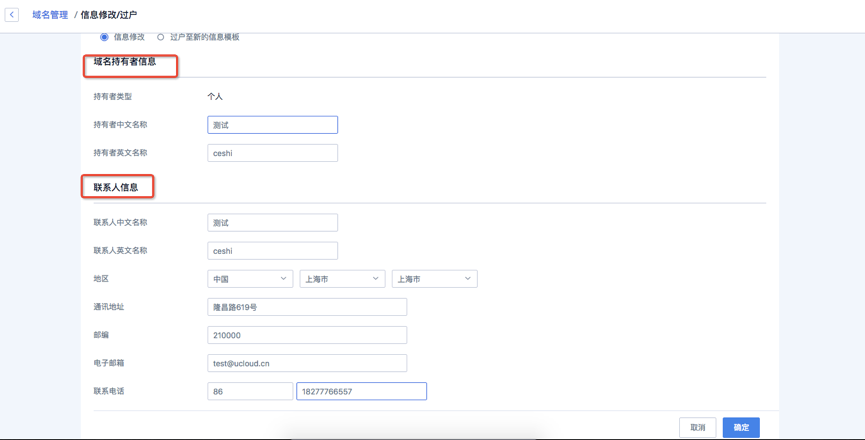 域名管理 / 信息修改/过户
信息修改 过户至新的信息模板
域名持有者信息
持有者类型 个人
持有者中文名称 测试
持有者英文名称 ceshi
联系人信息
联系人中文名称 测试
联系人英文名称 ceshi
地区 中国 上海市 上海市
通讯地址 隆昌路619号
邮编 210000
电子邮箱 test@ucloud.cn
联系电话 86 18277766557
取消 确定